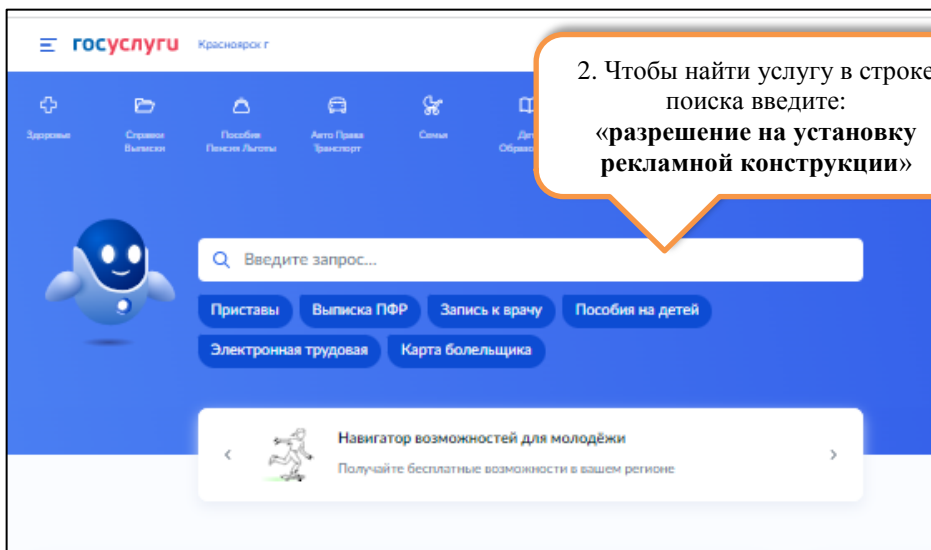 госуслуги Красноярск г
2. Чтобы найти услугу в строке
поиска введите:
«разрешение на установку
рекламной конструкции»
Здоровье
Справки
Выписки
Пособия
Пенсия Льготы
Авто Права
Транспорт
Семья
Введите запрос...
Приставы Выписка ПФР Запись к врачу Пособия на детей
Электронная трудовая Карта болельщика
Навигатор возможностей для молодёжи
Получайте бесплатные возможности в вашем регионе